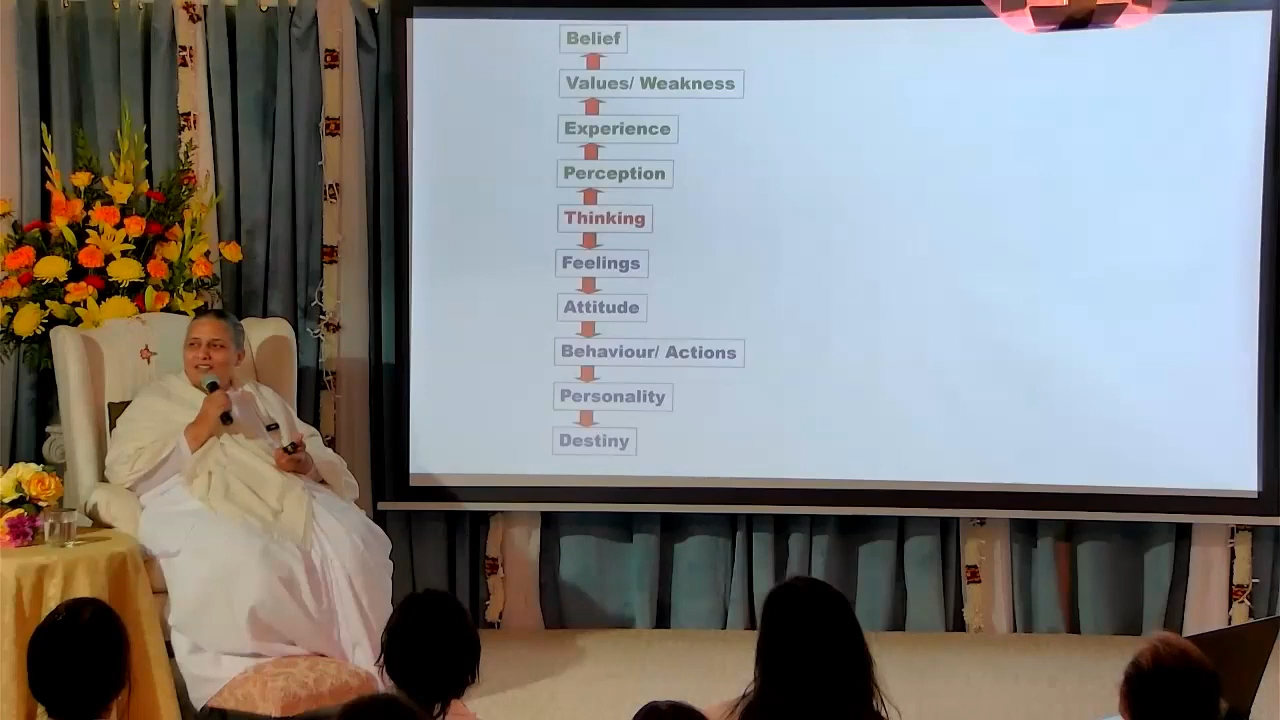 Belief
Values/ Weakness
Experience
Perception
Thinking
Feelings
Attitude
Behaviour/ Actions
Personality
Destiny